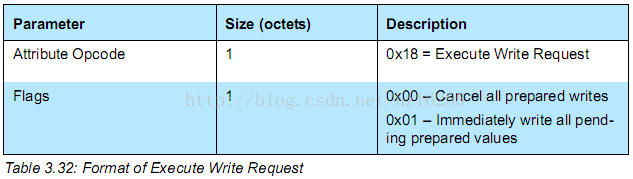 Parameter Size (octets) Description
Attribute Opcode 1 0x18 = Execute Write Request
Flags 1 0x00 – Cancel all prepared writes
0x01 – Immediately write all pend-
ing prepared values
Table 3.32: Format of Execute Write Request